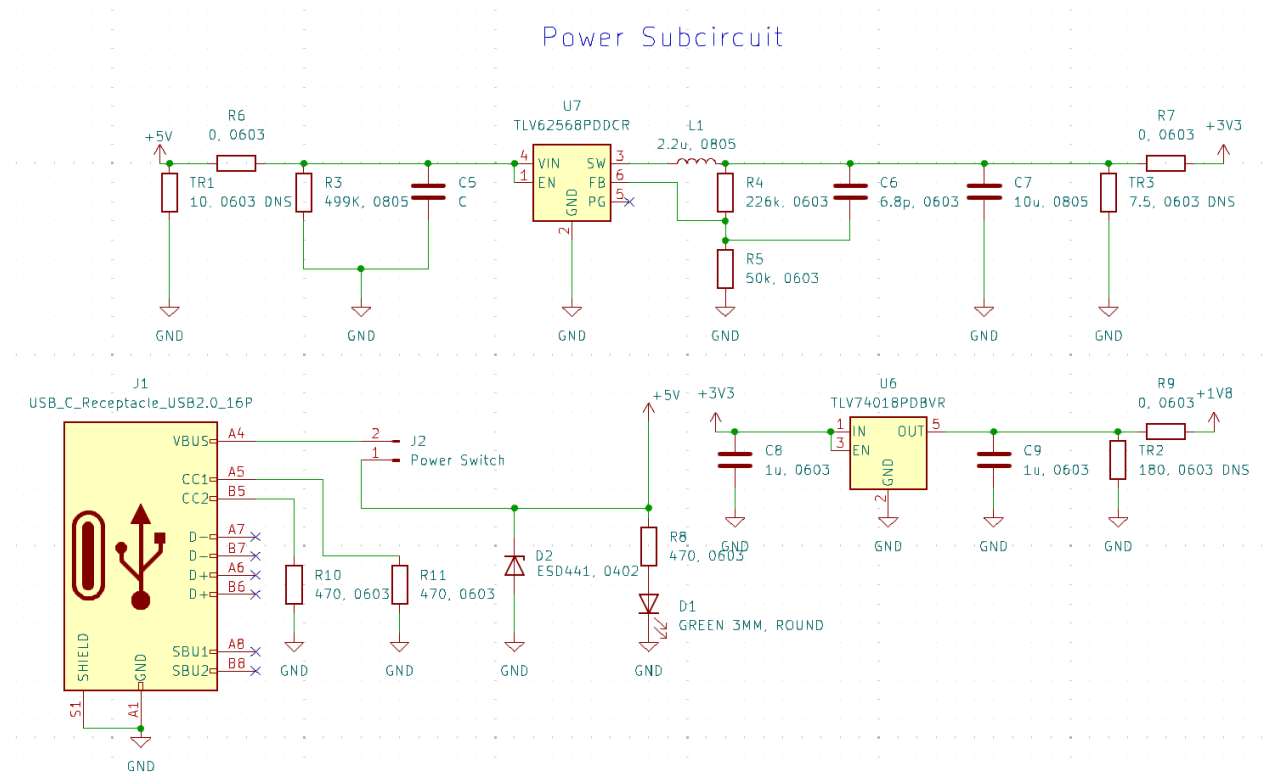 Power Subcircuit
+5V
R6
0, 0603
TR1
10, 0603 DNS
GND
R3
499K, 0805
C5
C
GND
U7
TLV62568PDDCR
4
VIN
1
EN
SW
3
FB
6
PG
5
GND
2
GND
L1
2.2u, 0805
R4
226k, 0603
R5
50k, 0603
GND
C6
6.8p, 0603
C7
10u, 0805
GND
TR3
7.5, 0603 DNS
GND
R7
0, 0603
+3V3
J1
USB_C_Receptacle_USB2.0_16P
VBUS
A4
CC1
A5
CC2
B5
D-
A7
D-
B7
D+
A6
D+
B6
SBU1
A8
SBU2
B8
SHIELD
GND
S1
A1
GND
2
J2
1
Power Switch
R10
470, 0603
GND
R11
470, 0603
GND
D2
ESD441, 0402
GND
+5V
R8
470, 0603
D1
GREEN 3MM, ROUND
GND
+3V3
C8
1u, 0603
GND
U6
TLV74018PDBVR
1
IN
3
EN
OUT
5
GND
2
GND
C9
1u, 0603
GND
R9
0, 0603
+1V8
TR2
180, 0603 DNS
GND